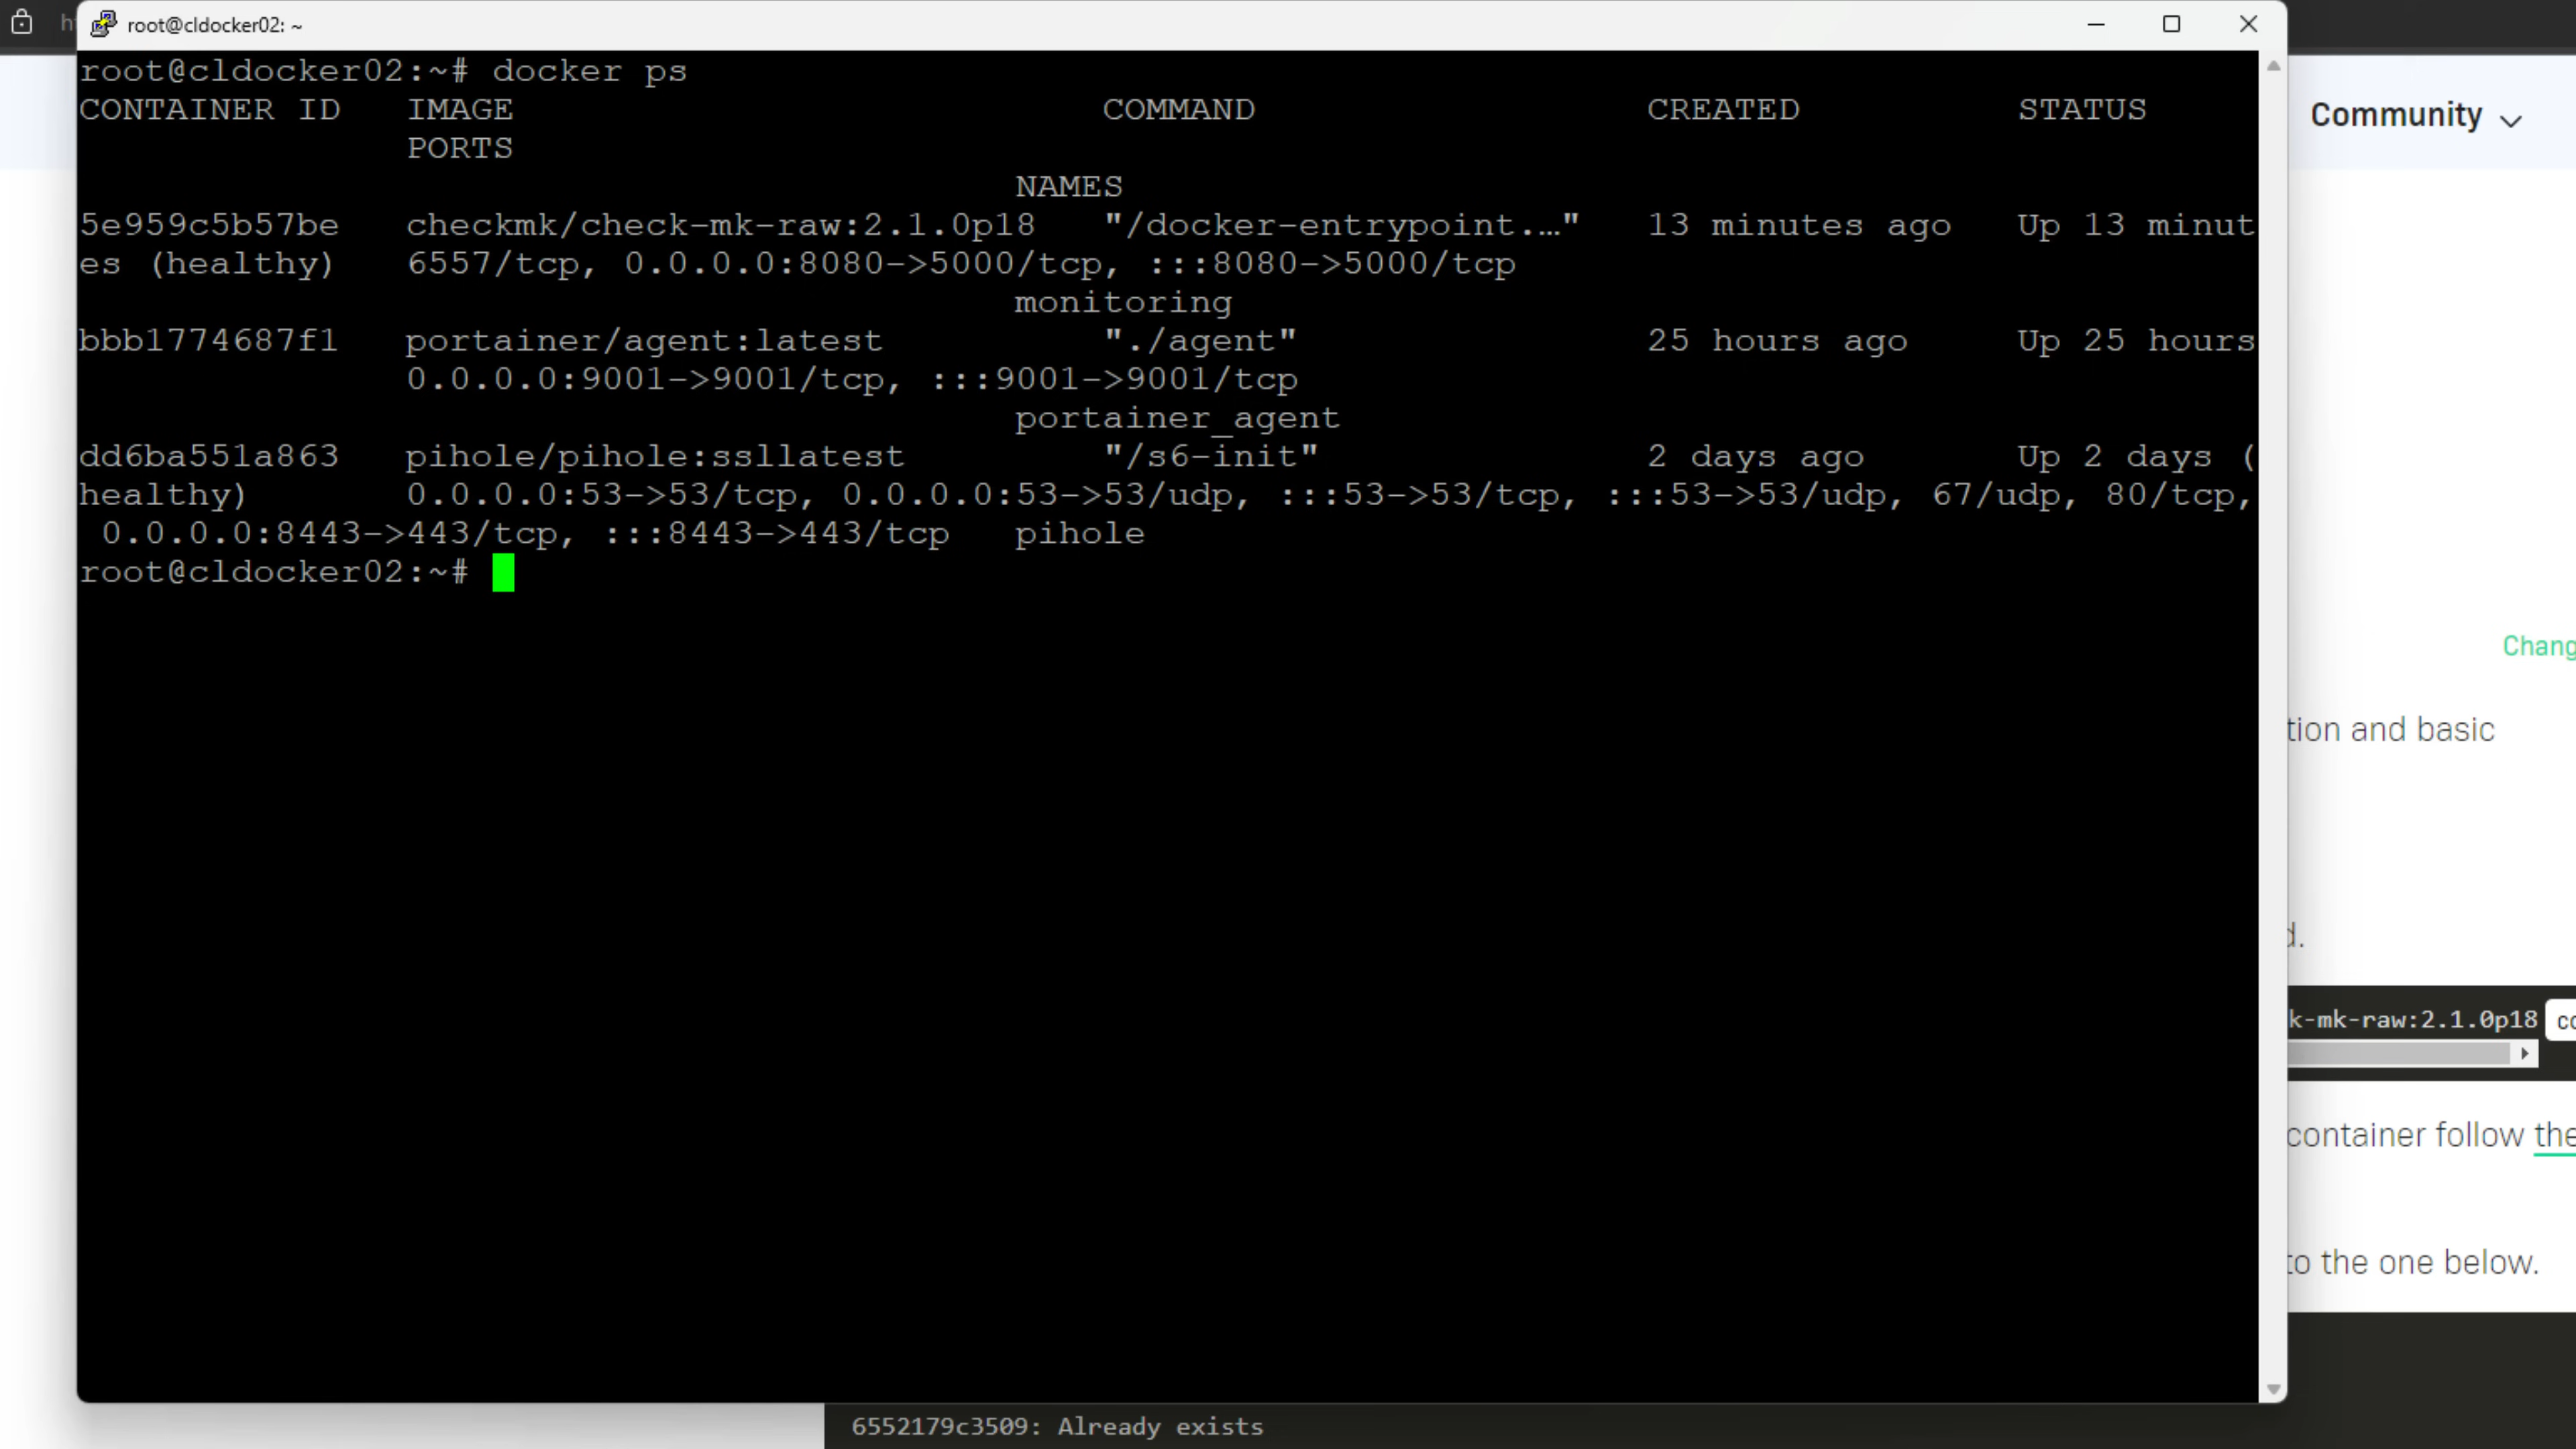 root@cldocker02: ~
root@cldocker02:~# docker ps
CONTAINER ID IMAGE COMMAND CREATED STATUS
PORTS
NAMES
5e959c5b57be checkmk/check-mk-raw:2.1.0p18 "/docker-entrypoint.…" 13 minutes ago Up 13 minut
es (healthy) 6557/tcp, 0.0.0.0:8080->5000/tcp, :::8080->5000/tcp
monitoring
bbb1774687f1 portainer/agent:latest "./agent" 25 hours ago Up 25 hours
0.0.0.0:9001->9001/tcp, :::9001->9001/tcp
portainer_agent
dd6ba551a863 pihole/pihole:ssllatest "/s6-init" 2 days ago Up 2 days (
healthy) 0.0.0.0:53->53/tcp, 0.0.0.0:53->53/udp, :::53->53/tcp, :::53->53/udp, 67/udp, 80/tcp,
0.0.0.0:8443->443/tcp, :::8443->443/tcp pihole
root@cldocker02:~#
Community
Chang
tion and basic
d.
k-mk-raw:2.1.0p18 co
container follow the
to the one below.
6552179c3509: Already exists